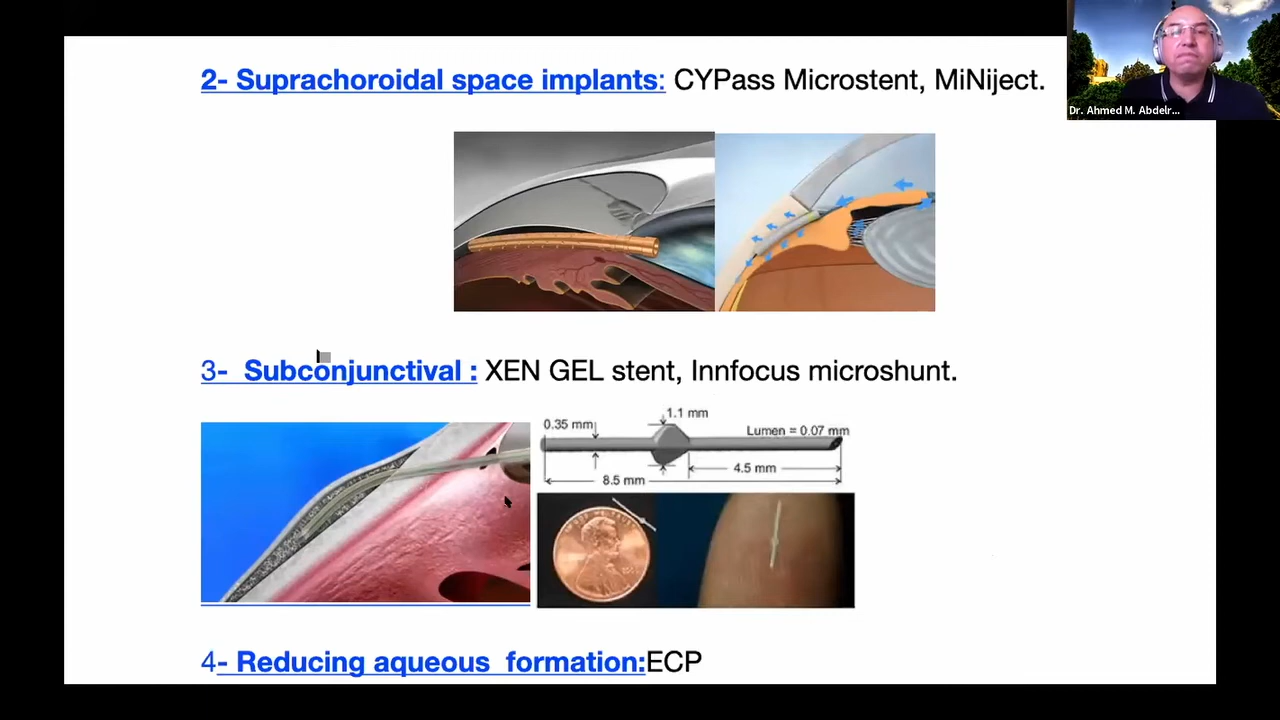 2- Suprachoroidal space implants: CYPass Microstent, MiNiject.
Dr. Ahmed M. Abdelr...
3- Subconjunctival : XEN GEL stent, Innfocus microshunt.
1.1 mm
0.35 mm
Lumen = 0.07 mm
4.5 mm
8.5 mm
4- Reducing aqueous formation:ECP